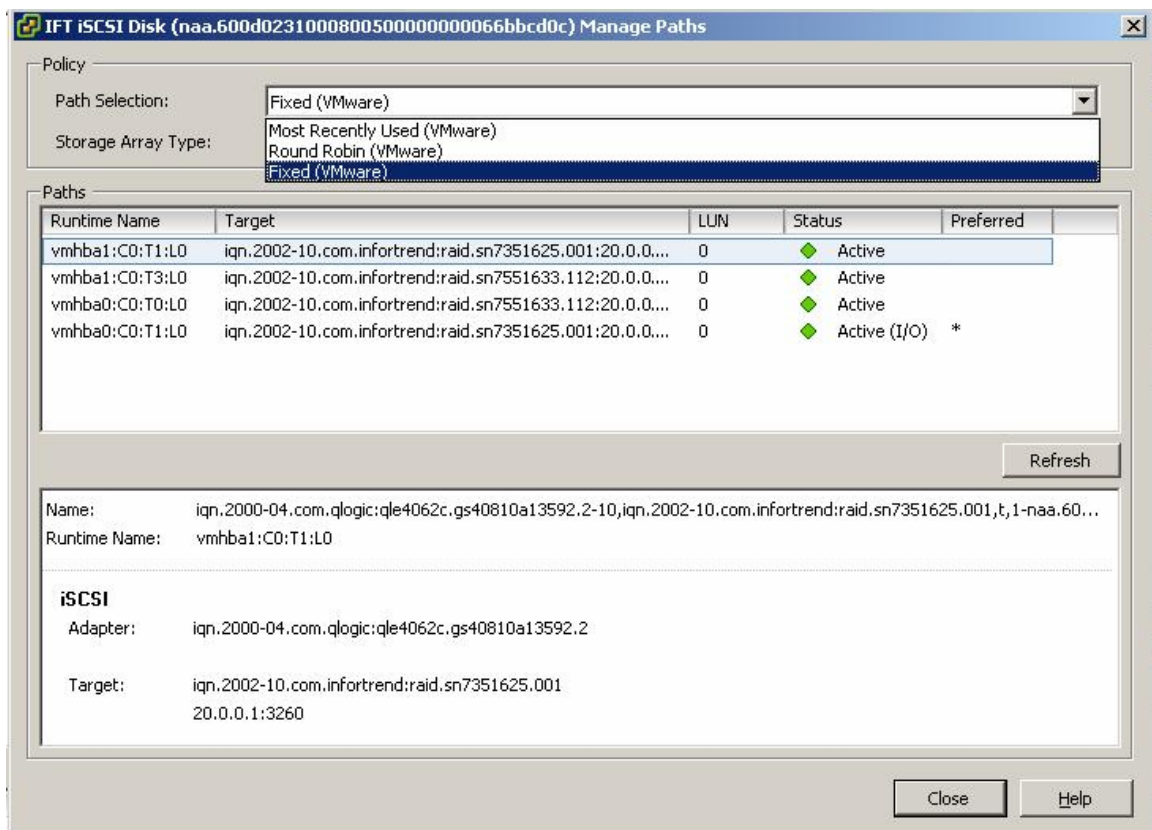 IFT iSCSI Disk (naa.600d02310008005000000000066bbcd0c) Manage Paths
Policy
Path Selection: Fixed (VMware)
Most Recently Used (VMware)
Storage Array Type:
Round Robin (VMware)
Fixed (VMware)
Paths
Runtime Name Target LUN Status Preferred
vmhba1:C0:T1:L0 iqn.2002-10.com.infortrend:raid.sn7351625.001:20.0.0.... 0 Active
vmhba1:C0:T3:L0 iqn.2002-10.com.infortrend:raid.sn7551633.112:20.0.0.... 0 Active
vmhba0:C0:T0:L0 iqn.2002-10.com.infortrend:raid.sn7551633.112:20.0.0.... 0 Active
vmhba0:C0:T1:L0 iqn.2002-10.com.infortrend:raid.sn7351625.001:20.0.0.... 0 Active (I/O) *
Refresh
Name: iqn.2000-04.com.qlogic:qle4062c.gs40810a13592.2-10,iqn.2002-10.com.infortrend:raid.sn7351625.001,t,1-naa.60...
Runtime Name: vmhba1:C0:T1:L0
iSCSI
Adapter: iqn.2000-04.com.qlogic:qle4062c.gs40810a13592.2
Target: iqn.2002-10.com.infortrend:raid.sn7351625.001
20.0.0.1:3260
Close Help